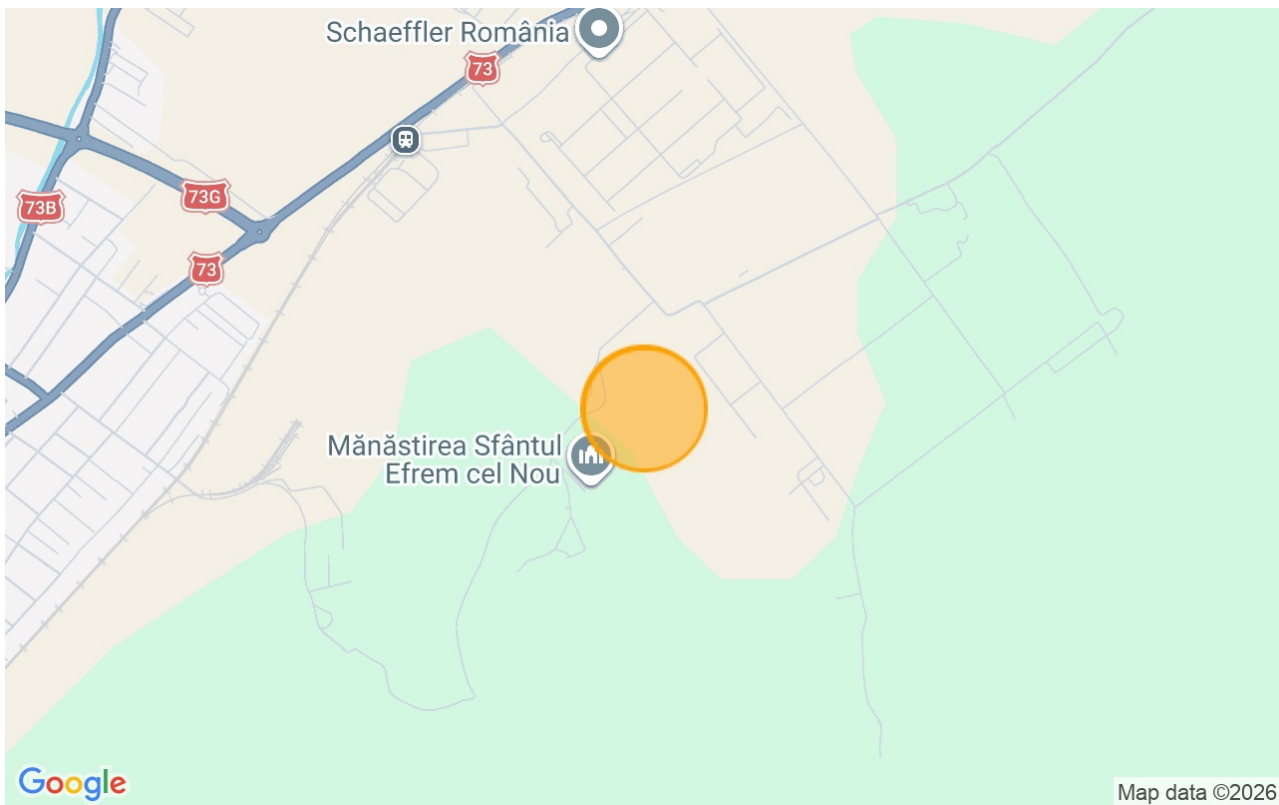 Schaeffler România
73
73G
73B
73
Mănăstirea Sfântul
Efrem cel Nou
Google
Map data ©2026